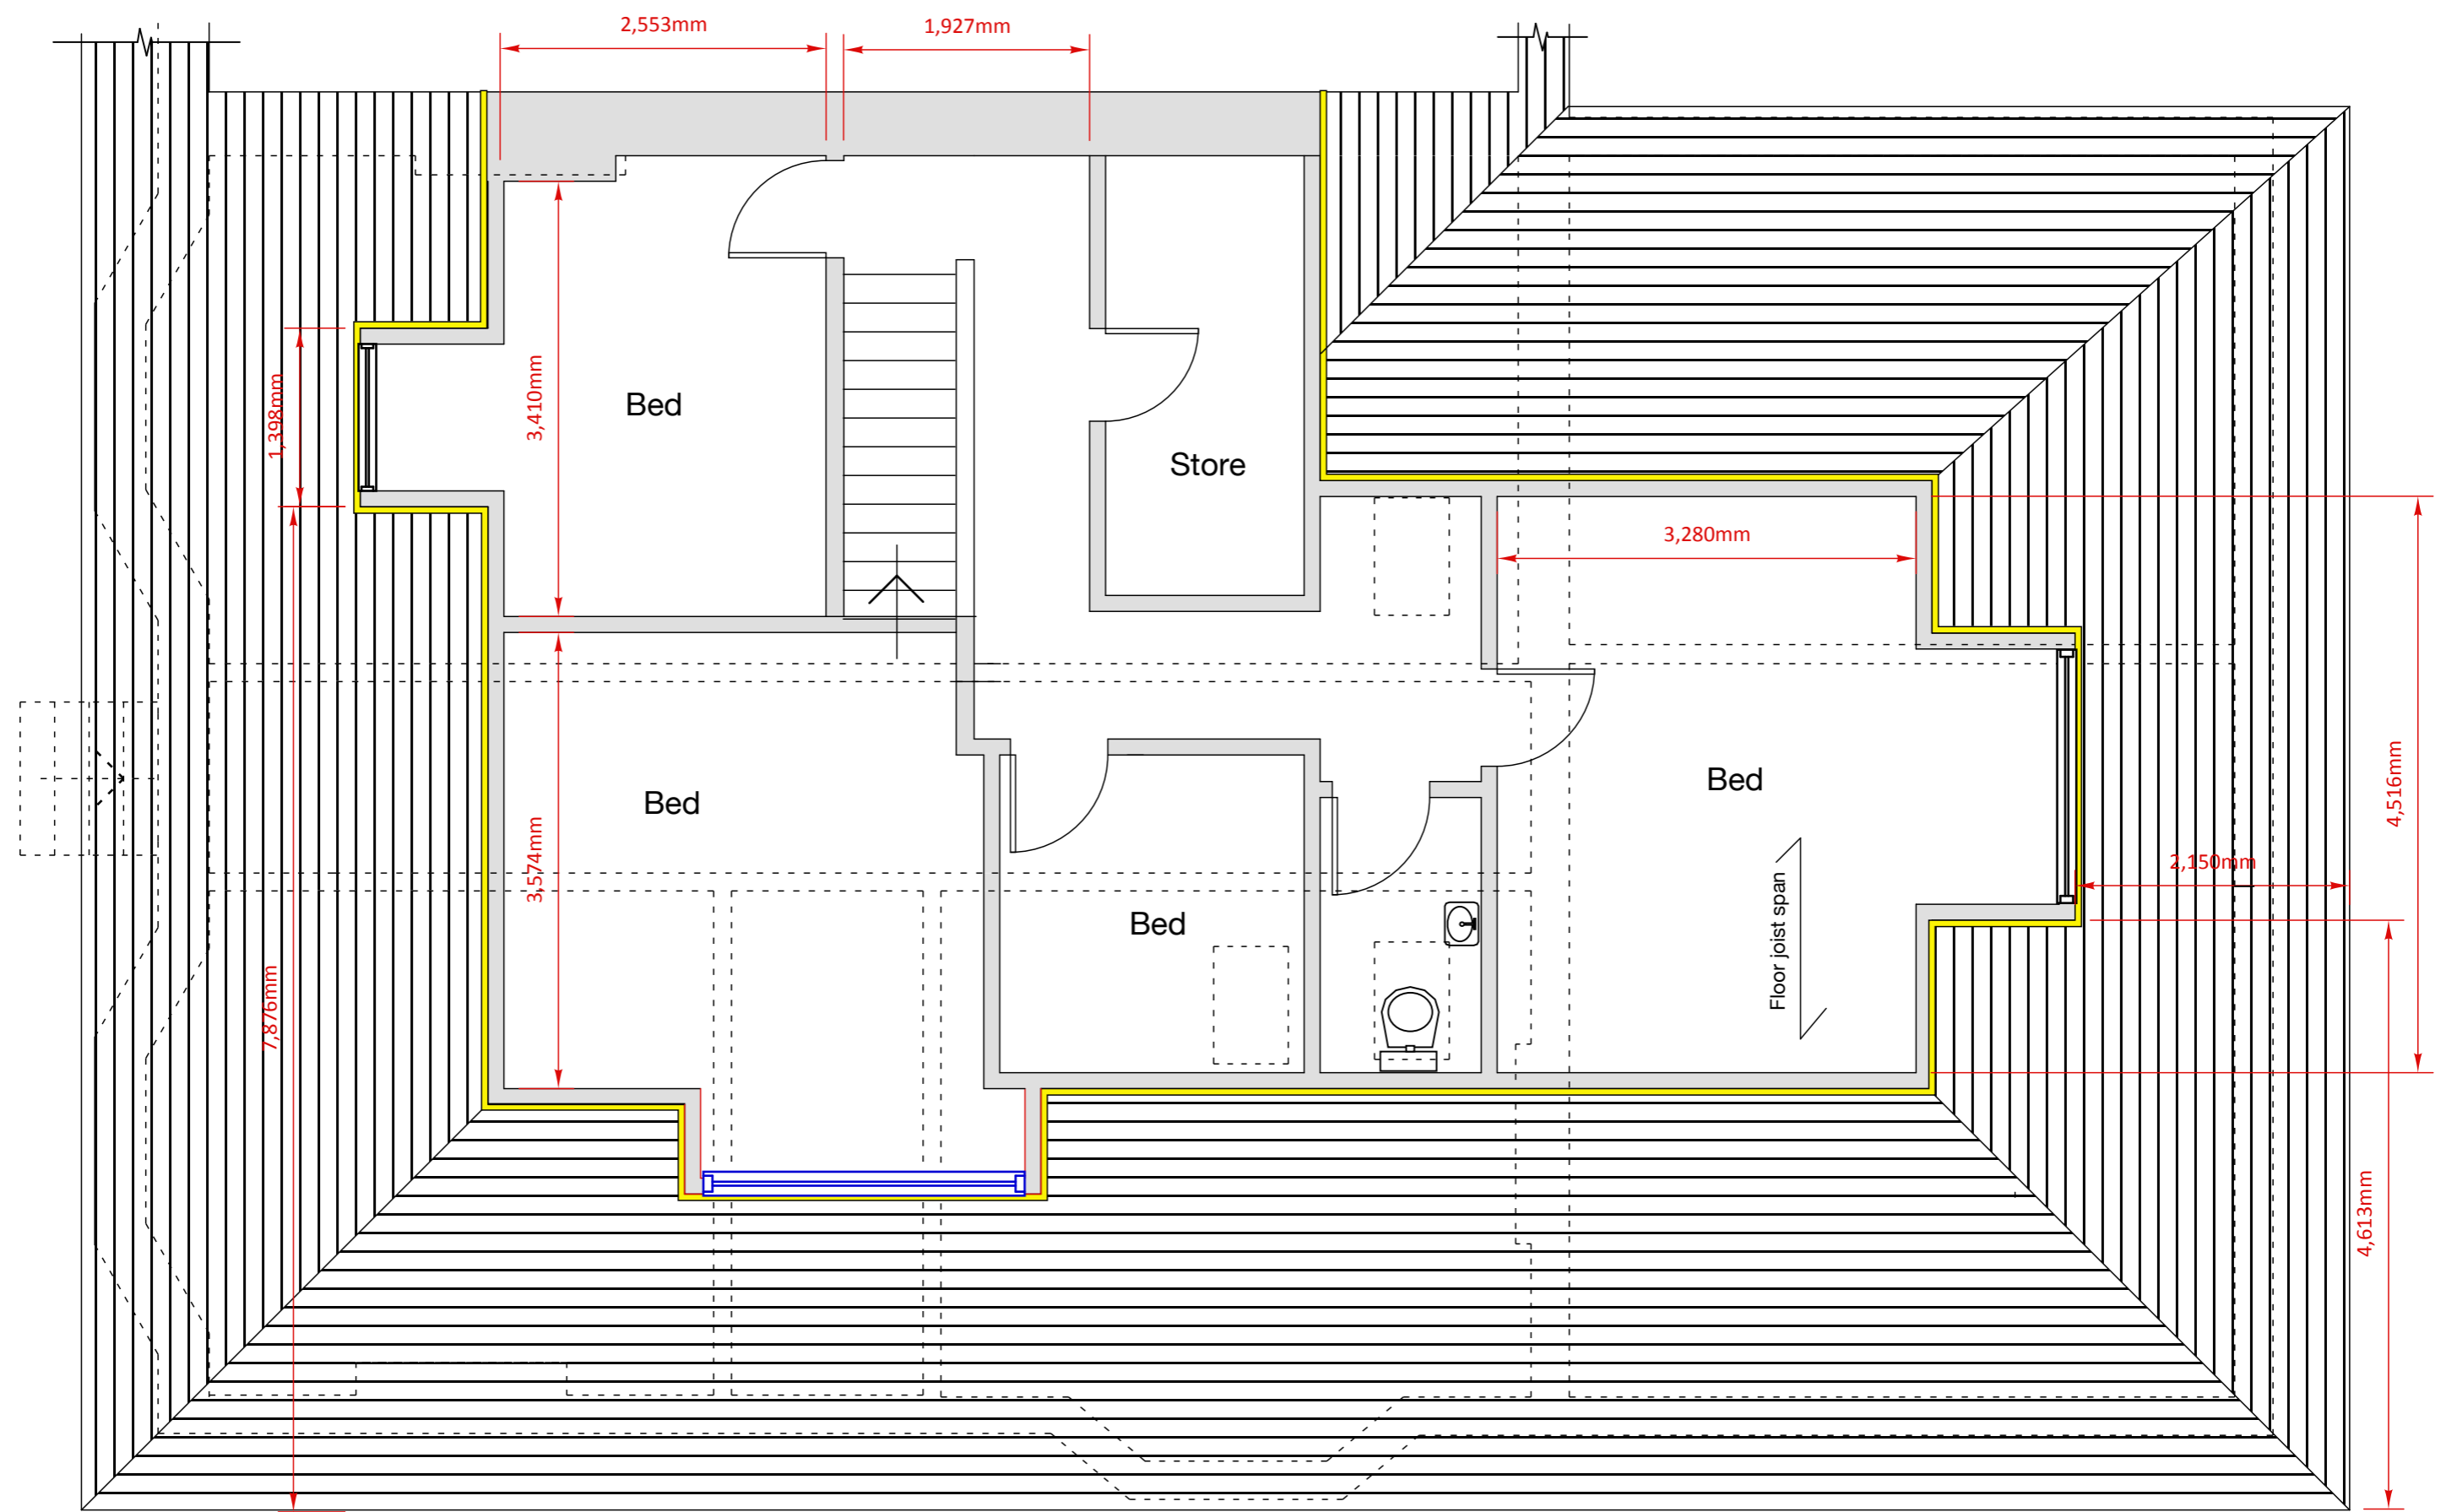 2,553mm
1,927mm
1,398mm
3,410mm
Bed
Store
3,280mm
Bed
Bed
Bed
3,574mm
7,876mm
Floor joist span
4,516mm
2,150mm
4,613mm